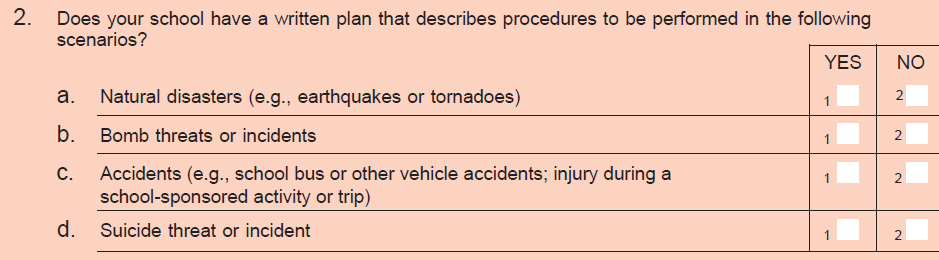 2. Does your school have a written plan that describes procedures to be performed in the following
scenarios?
YES NO
a. Natural disasters (e.g., earthquakes or tornadoes) 1 2
b. Bomb threats or incidents 1 2
c. Accidents (e.g., school bus or other vehicle accidents; injury during a 1 2
school-sponsored activity or trip)
d. Suicide threat or incident 1 2